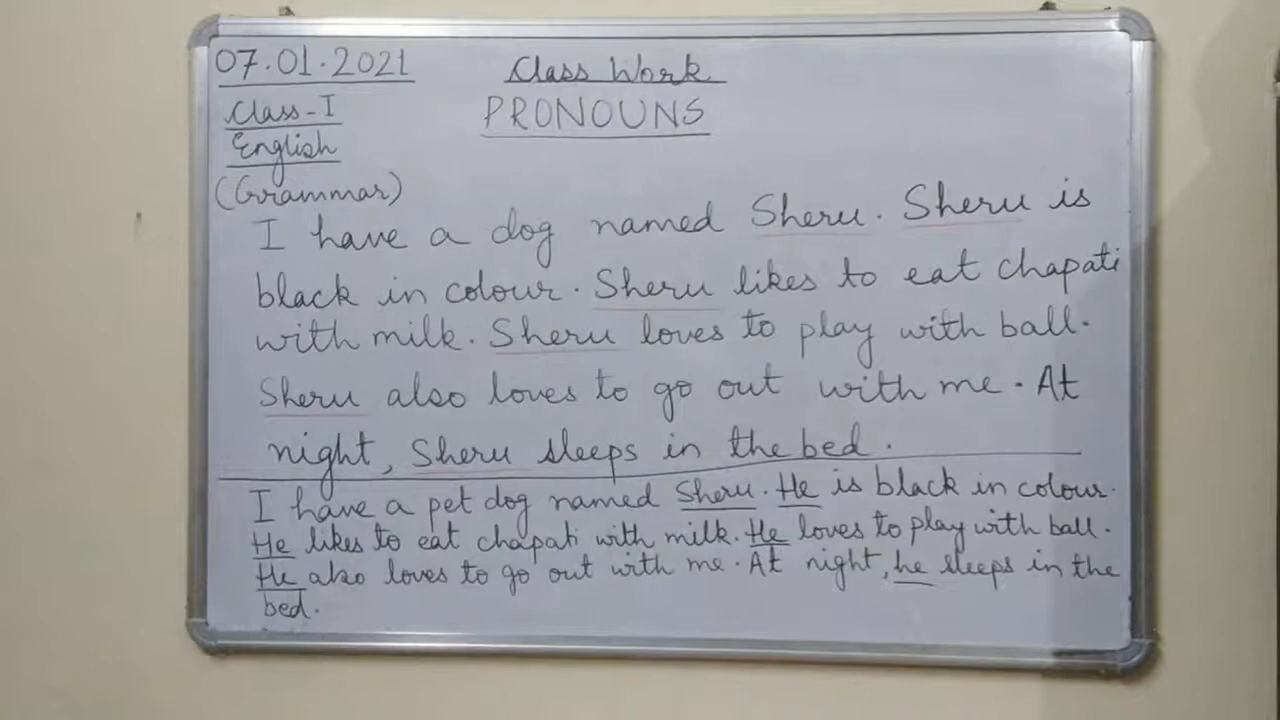 07.01.2021
Class Work
Class-I
PRONOUNS
English
(Grammar)
I have a dog named Sheru. Sheru is
black in colour. Sheru likes to eat chapati
with milk. Sheru loves to play with ball.
Sheru also loves to go out with me. At
night, Sheru sleeps in the bed.
I have a pet dog named Sheru. He is black in colour.
He likes to eat chapati with milk. He loves to play with ball.
He also loves to go out with me. At night, he sleeps in the
bed.